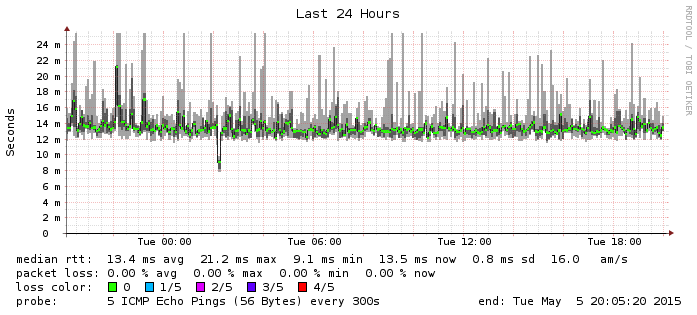 Last 24 Hours
RRDTOOL / TOBI OETIKER
Seconds
24 m
22 m
20 m
18 m
16 m
14 m
12 m
10 m
8 m
6 m
4 m
2 m
0
Tue 00:00 Tue 06:00 Tue 12:00 Tue 18:00
median rtt: 13.4 ms avg 21.2 ms max 9.1 ms min 13.5 ms now 0.8 ms sd 16.0 am/s
packet loss: 0.00 % avg 0.00 % max 0.00 % min 0.00 % now
loss color: 0 1/5 2/5 3/5 4/5
probe: 5 ICMP Echo Pings (56 Bytes) every 300s end: Tue May 5 20:05:20 2015